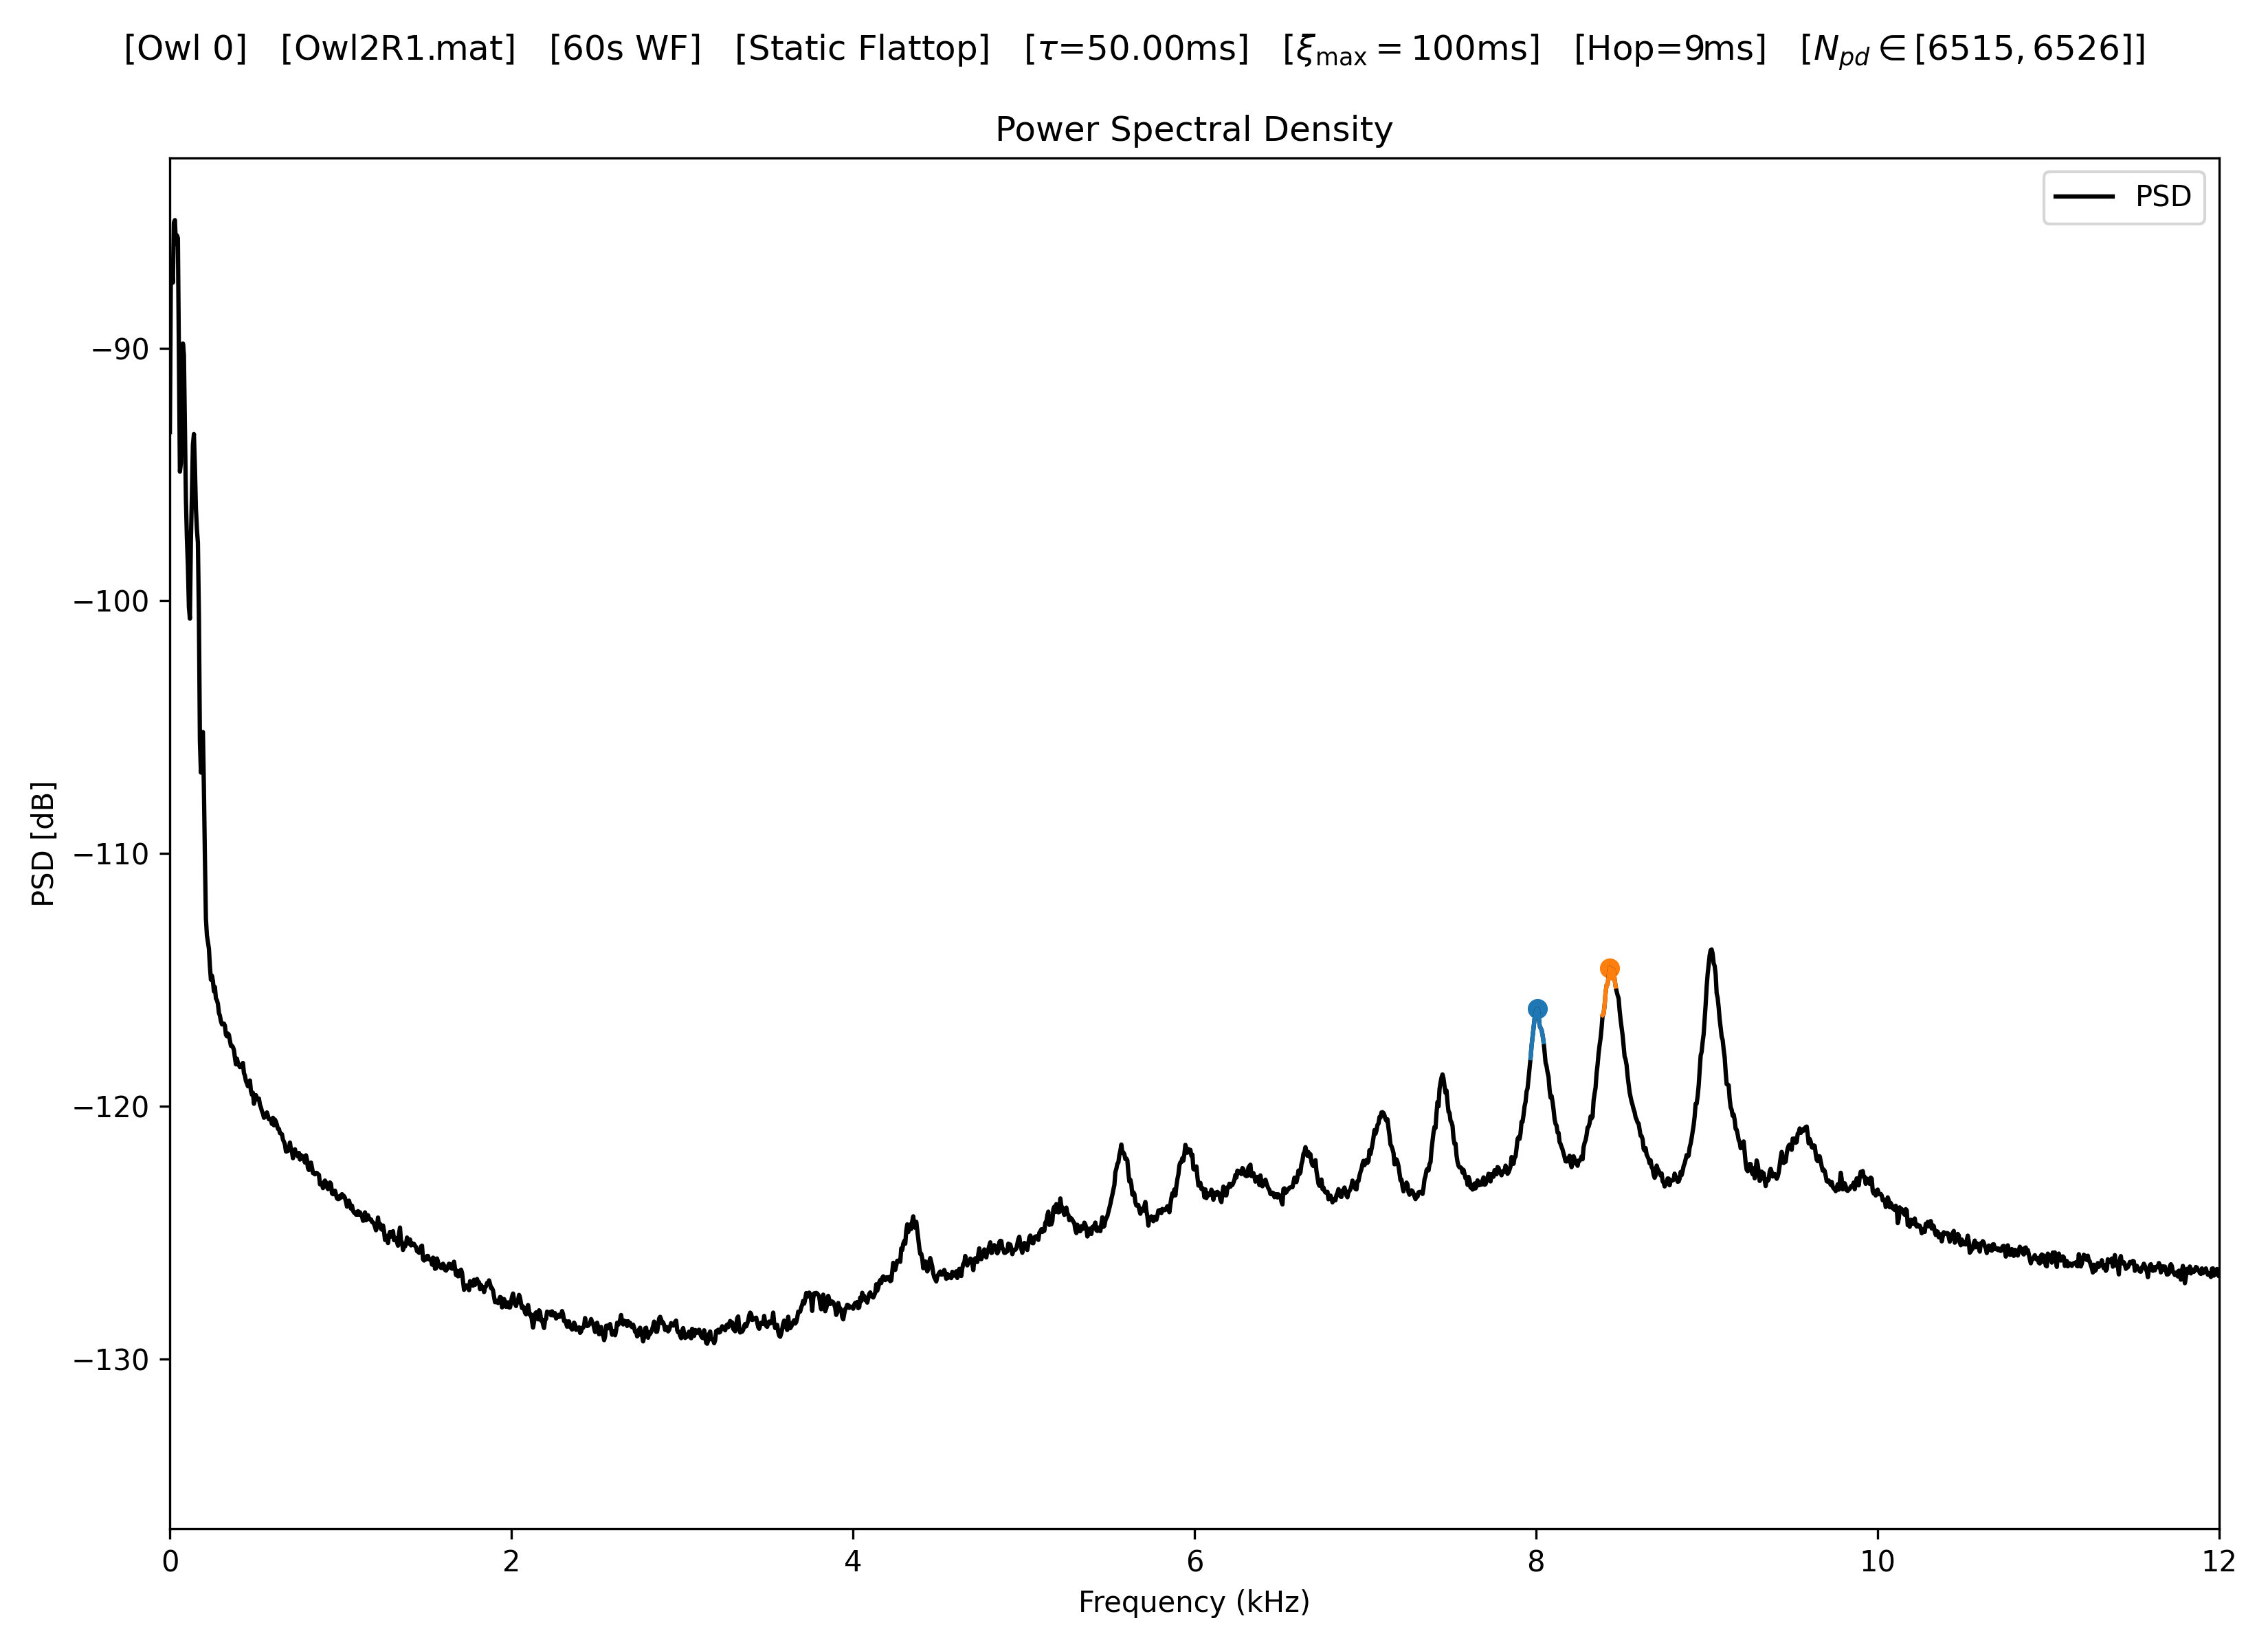 [Owl 0] [Owl2R1.mat] [60s WF] [Static Flattop] [τ=50.00ms] [ξmax = 100ms] [Hop=9ms] [Npd ∈ [6515, 6526]]
Power Spectral Density
PSD
−90
−100
−110
−120
−130
PSD [dB]
0 2 4 6 8 10 12
Frequency (kHz)